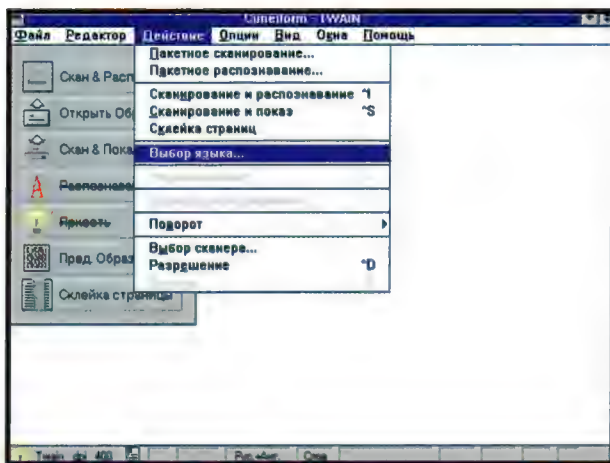 Cuneiform - TWAIN
Файл Редактор Действие Опции Вид Окна Помощь
Пакетное сканирование...
Пакетное распознавание...
Сканирование и распознавание ^I
Сканирование и показ ^S
Склейка страниц
Выбор языка...
Поворот
Выбор сканера...
Разрешение ^D
Скан & Расп
Открыть Об
Скан & Пока
Распознава
Яркость
Пред. Образ
Склейка страницы
Twain dpi 400 Рус.+Анг.